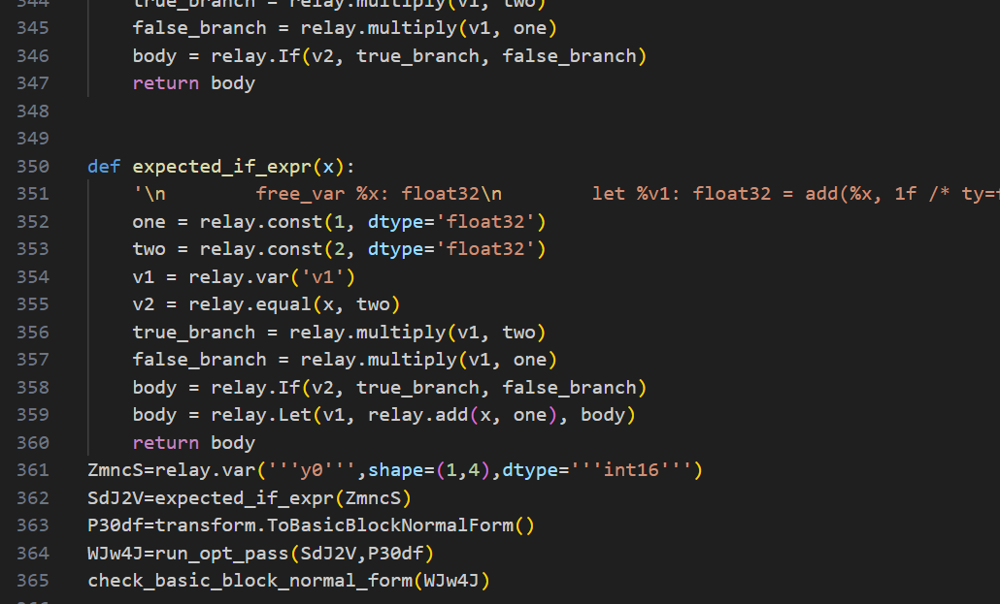 344 true_branch = relay.multiply(v1, two)
345 false_branch = relay.multiply(v1, one)
346 body = relay.If(v2, true_branch, false_branch)
347 return body
348
349
350 def expected_if_expr(x):
351 '\n free_var %x: float32\n let %v1: float32 = add(%x, 1f /* ty=f
352 one = relay.const(1, dtype='float32')
353 two = relay.const(2, dtype='float32')
354 v1 = relay.var('v1')
355 v2 = relay.equal(x, two)
356 true_branch = relay.multiply(v1, two)
357 false_branch = relay.multiply(v1, one)
358 body = relay.If(v2, true_branch, false_branch)
359 body = relay.Let(v1, relay.add(x, one), body)
360 return body
361 ZmncS=relay.var('''y0''',shape=(1,4),dtype='''int16''')
362 SdJ2V=expected_if_expr(ZmncS)
363 P30df=transform.ToBasicBlockNormalForm()
364 WJw4J=run_opt_pass(SdJ2V,P30df)
365 check_basic_block_normal_form(WJw4J)